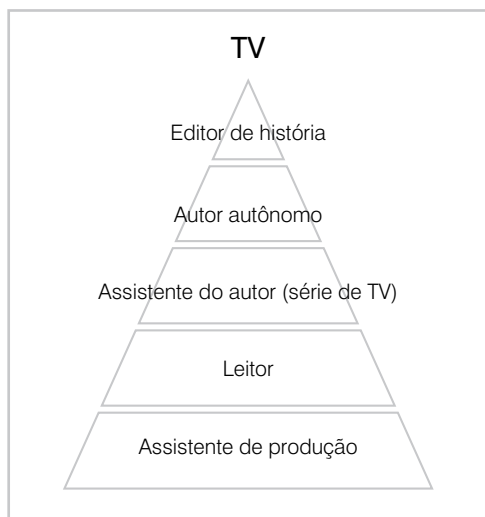 TV
Editor de história
Autor autônomo
Assistente do autor (série de TV)
Leitor
Assistente de produção